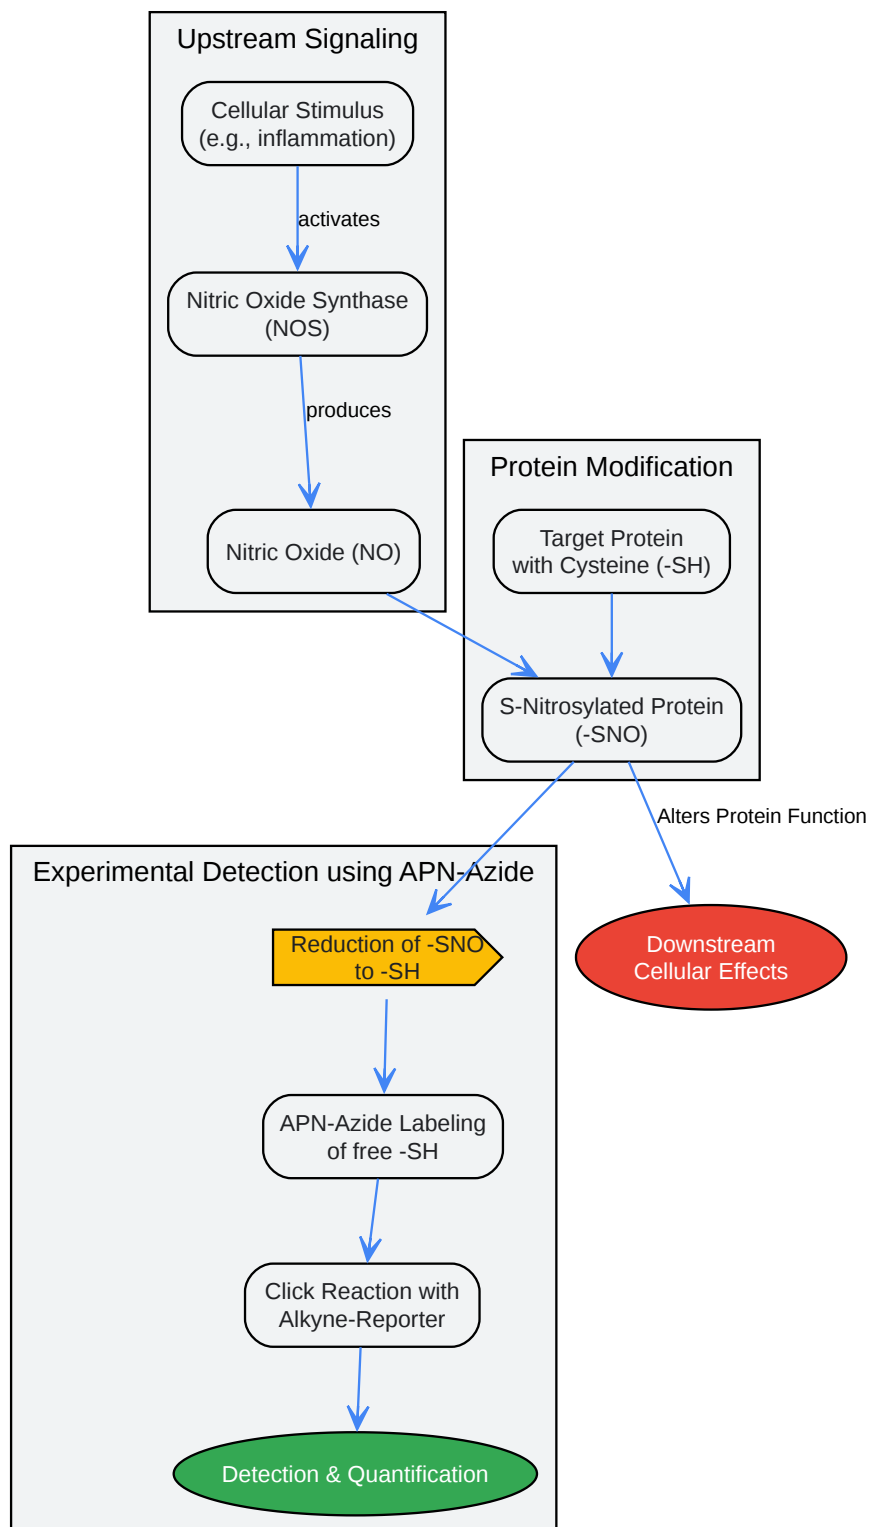 Upstream Signaling
Cellular Stimulus
(e.g., inflammation)
activates
Nitric Oxide Synthase
(NOS)
produces
Nitric Oxide (NO)
Protein Modification
Target Protein
with Cysteine (-SH)
S-Nitrosylated Protein
(-SNO)
Alters Protein Function
Experimental Detection using APN-Azide
Reduction of -SNO
to -SH
Downstream
Cellular Effects
APN-Azide Labeling
of free -SH
Click Reaction with
Alkyne-Reporter
Detection & Quantification